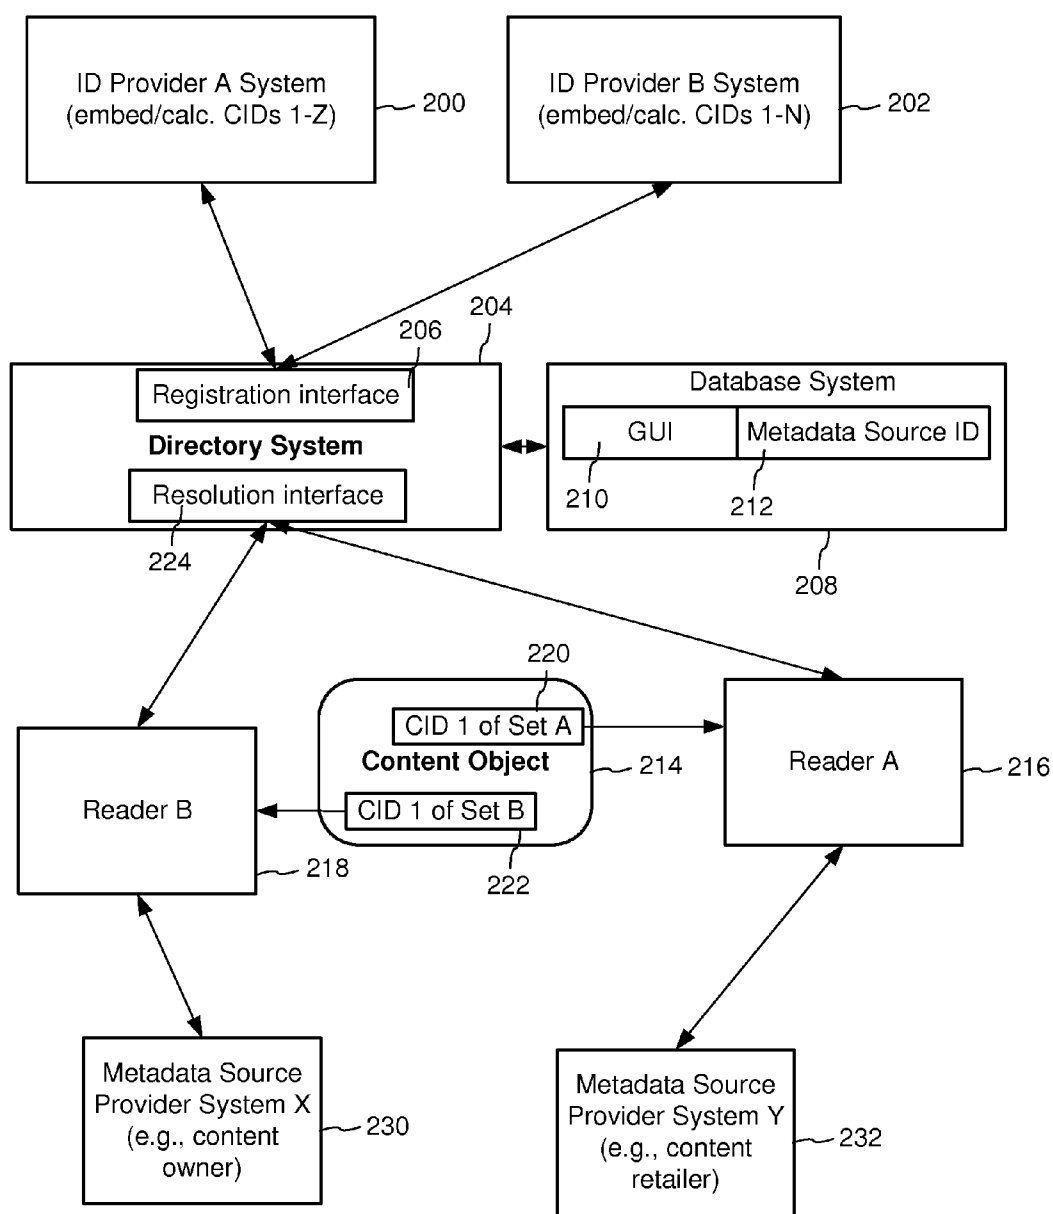 ID Provider A System
(embed/calc. CIDs 1-Z)
200
ID Provider B System
(embed/calc. CIDs 1-N)
202
204
206
Registration interface
Directory System
Resolution interface
224
Database System
GUI
Metadata Source ID
210
212
208
220
CID 1 of Set A
Content Object
214
CID 1 of Set B
222
Reader A
216
Reader B
218
Metadata Source
Provider System X
(e.g., content
owner)
230
Metadata Source
Provider System Y
(e.g., content
retailer)
232